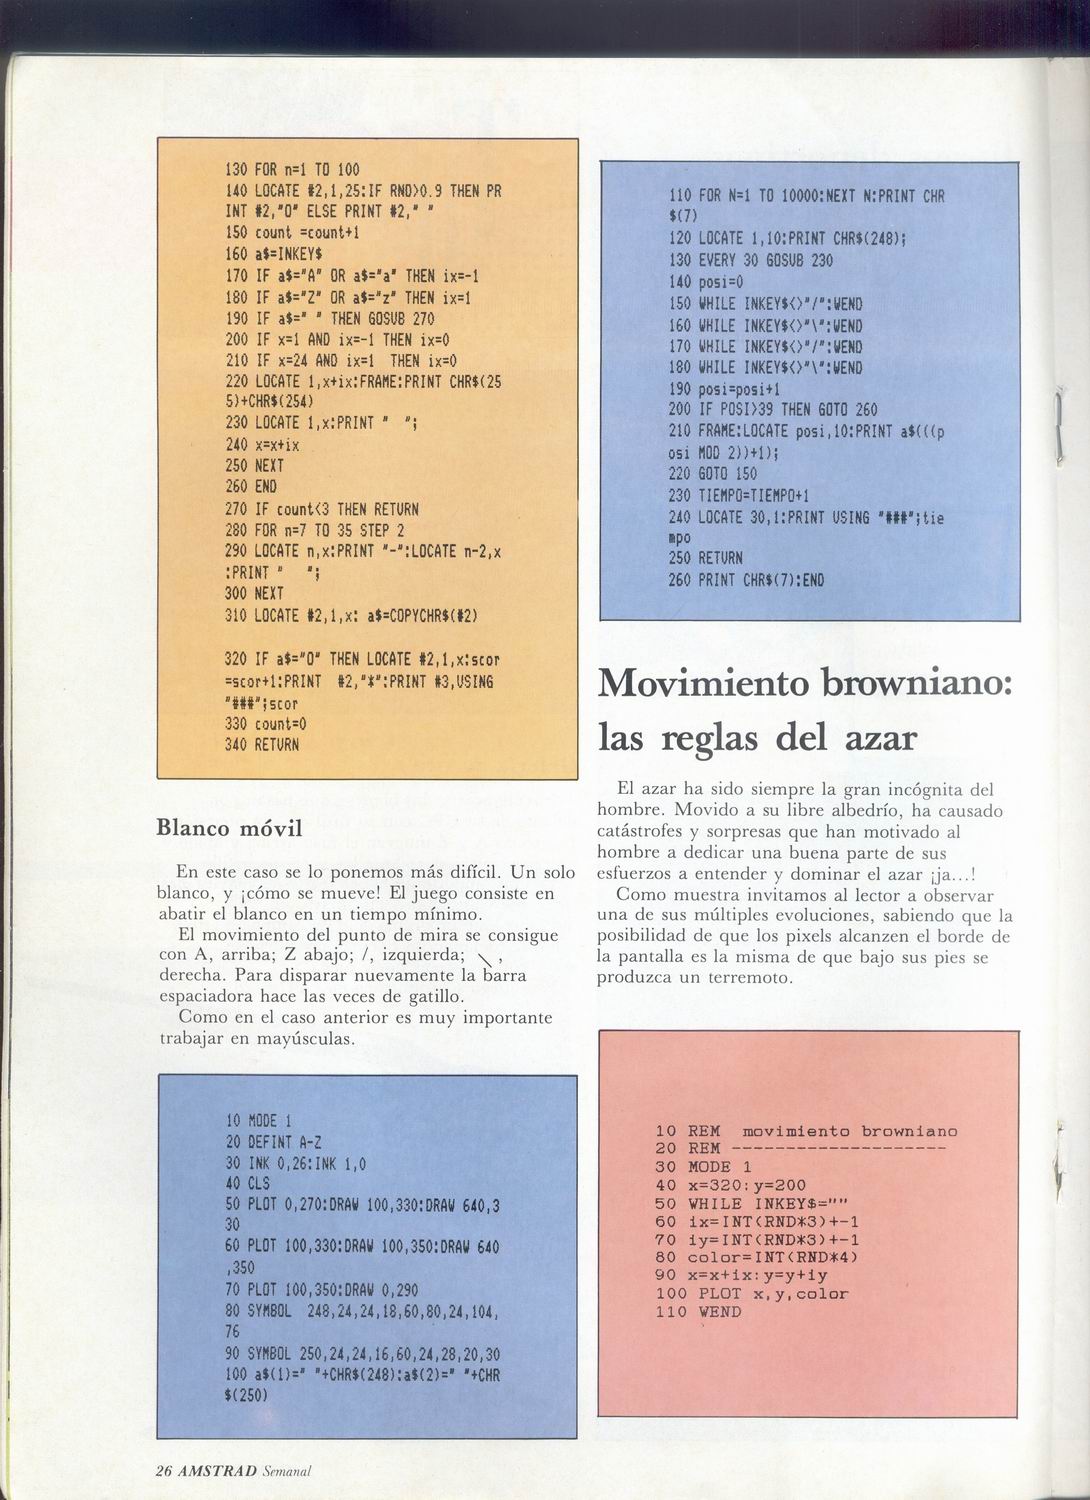 130 FOR n=1 TO 100
140 LOCATE #2,1,25:IF RND>0.9 THEN PR
INT #2,"O" ELSE PRINT #2," "
150 count =count+1
160 a$=INKEY$
170 IF a$="A" OR a$="a" THEN ix=-1
180 IF a$="Z" OR a$="z" THEN ix=1
190 IF a$=" " THEN GOSUB 270
200 IF x=1 AND ix=-1 THEN ix=0
210 IF x=24 AND ix=1  THEN ix=0
220 LOCATE 1,x+ix:FRAME:PRINT CHR$(25
5)+CHR$(254)
230 LOCATE 1,x:PRINT "  ";
240 x=x+ix
250 NEXT
260 END
270 IF count<3 THEN RETURN
280 FOR n=7 TO 35 STEP 2
290 LOCATE n,x:PRINT "-":LOCATE n-2,x
:PRINT "   ";
300 NEXT
310 LOCATE #2,1,x: a$=COPYCHR$(#2)
320 IF a$="O" THEN LOCATE #2,1,x:scor
=scor+1:PRINT  #2,"*":PRINT #3,USING
"###";scor
330 count=0
340 RETURN
Blanco móvil
En este caso se lo ponemos más difícil. Un solo
blanco, y ¡cómo se mueve! El juego consiste en
abatir el blanco en un tiempo mínimo.
El movimiento del punto de mira se consigue
con A, arriba; Z abajo; /, izquierda; \ ,
derecha. Para disparar nuevamente la barra
espaciadora hace las veces de gatillo.
Como en el caso anterior es muy importante
trabajar en mayúsculas.
10 MODE 1
20 DEFINT A-Z
30 INK 0,26:INK 1,0
40 CLS
50 PLOT 0,270:DRAW 100,330:DRAW 640,3
30
60 PLOT 100,330:DRAW 100,350:DRAW 640
,350
70 PLOT 100,350:DRAW 0,290
80 SYMBOL  248,24,24,18,60,80,24,104,
76
90 SYMBOL 250,24,24,16,60,24,28,20,30
100 a$(1)=" "+CHR$(248):a$(2)=" "+CHR
$(250)
110 FOR N=1 TO 10000:NEXT N:PRINT CHR
$(7)
120 LOCATE 1,10:PRINT CHR$(248);
130 EVERY 30 GOSUB 230
140 posi=0
150 WHILE INKEY$<>"/":WEND
160 WHILE INKEY$<>"\":WEND
170 WHILE INKEY$<>"/":WEND
180 WHILE INKEY$<>"\":WEND
190 posi=posi+1
200 IF POSI>39 THEN GOTO 260
210 FRAME:LOCATE posi,10:PRINT a$(((p
osi MOD 2))+1);
220 GOTO 150
230 TIEMPO=TIEMPO+1
240 LOCATE 30,1:PRINT USING "###";tie
mpo
250 RETURN
260 PRINT CHR$(7):END
Movimiento browniano:
las reglas del azar
El azar ha sido siempre la gran incógnita del
hombre. Movido a su libre albedrío, ha causado
catástrofes y sorpresas que han motivado al
hombre a dedicar una buena parte de sus
esfuerzos a entender y dominar el azar ¡ja...!
Como muestra invitamos al lector a observar
una de sus múltiples evoluciones, sabiendo que la
posibilidad de que los pixels alcanzen el borde de
la pantalla es la misma de que bajo sus pies se
produzca un terremoto.
10 REM  movimiento browniano
20 REM --------------------
30 MODE 1
40 x=320:y=200
50 WHILE INKEY$=""
60 ix=INT(RND*3)+-1
70 iy=INT(RND*3)+-1
80 color=INT(RND*4)
90 x=x+ix:y=y+iy
100 PLOT x,y,color
110 WEND
26 AMSTRAD Semanal